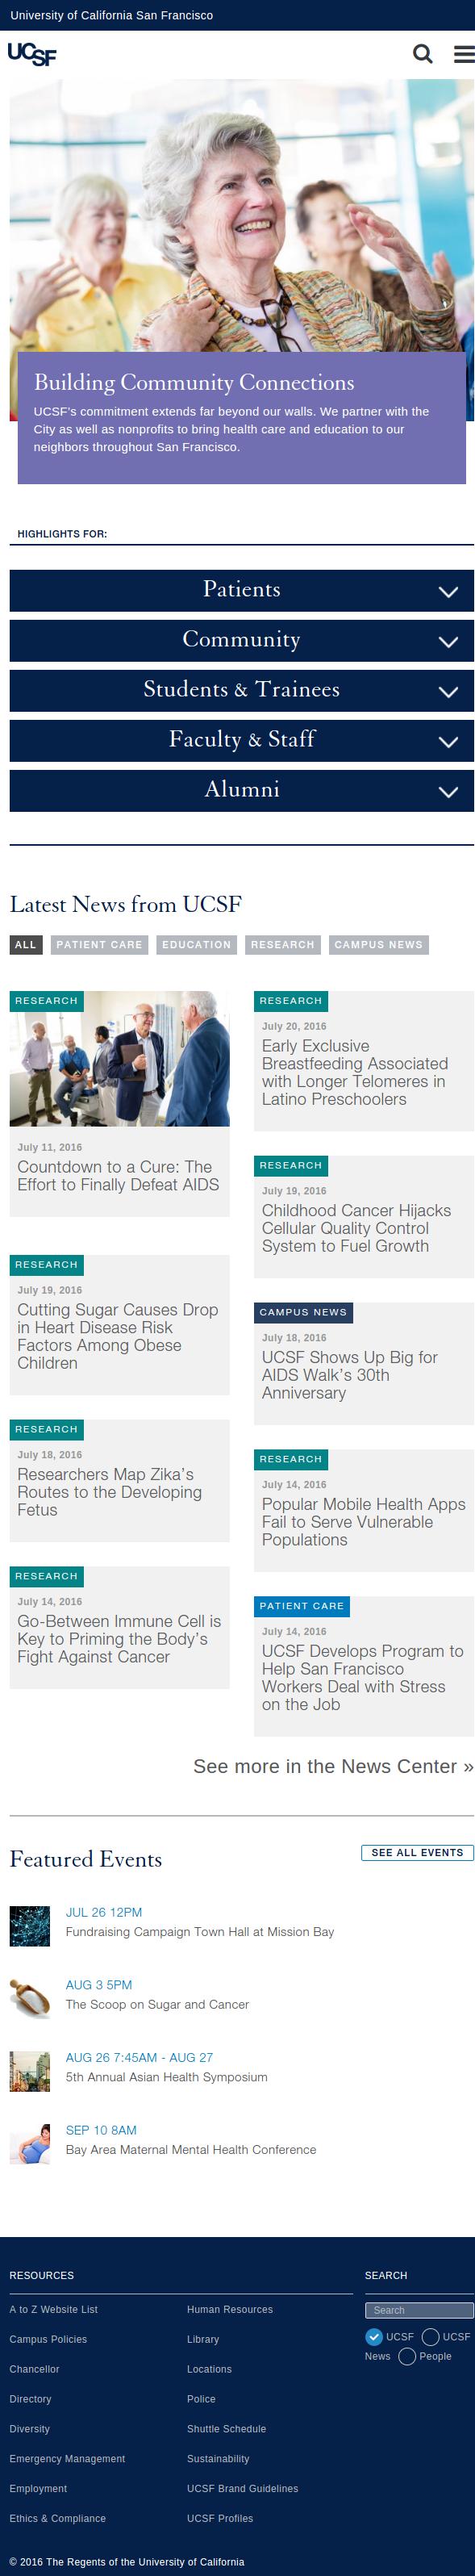 University of California San Francisco
UCSF
Building Community Connections
UCSF's commitment extends far beyond our walls. We partner with the
City as well as nonprofits to bring health care and education to our
neighbors throughout San Francisco.
HIGHLIGHTS FOR:
Patients
Community
Students & Trainees
Faculty & Staff
Alumni
Latest News from UCSF
ALL PATIENT CARE EDUCATION RESEARCH CAMPUS NEWS
RESEARCH
July 11, 2016
Countdown to a Cure: The
Effort to Finally Defeat AIDS
RESEARCH
July 19, 2016
Cutting Sugar Causes Drop
in Heart Disease Risk
Factors Among Obese
Children
RESEARCH
July 18, 2016
Researchers Map Zika's
Routes to the Developing
Fetus
RESEARCH
July 14, 2016
Go-Between Immune Cell is
Key to Priming the Body's
Fight Against Cancer
RESEARCH
July 20, 2016
Early Exclusive
Breastfeeding Associated
with Longer Telomeres in
Latino Preschoolers
RESEARCH
July 19, 2016
Childhood Cancer Hijacks
Cellular Quality Control
System to Fuel Growth
CAMPUS NEWS
July 18, 2016
UCSF Shows Up Big for
AIDS Walk's 30th
Anniversary
RESEARCH
July 14, 2016
Popular Mobile Health Apps
Fail to Serve Vulnerable
Populations
PATIENT CARE
July 14, 2016
UCSF Develops Program to
Help San Francisco
Workers Deal with Stress
on the Job
See more in the News Center »
Featured Events
SEE ALL EVENTS
JUL 26 12PM
Fundraising Campaign Town Hall at Mission Bay
AUG 3 5PM
The Scoop on Sugar and Cancer
AUG 26 7:45AM - AUG 27
5th Annual Asian Health Symposium
SEP 10 8AM
Bay Area Maternal Mental Health Conference
RESOURCES
A to Z Website List
Campus Policies
Chancellor
Directory
Diversity
Emergency Management
Employment
Ethics & Compliance
Human Resources
Library
Locations
Police
Shuttle Schedule
Sustainability
UCSF Brand Guidelines
UCSF Profiles
SEARCH
Search
UCSF UCSF
News People
© 2016 The Regents of the University of California